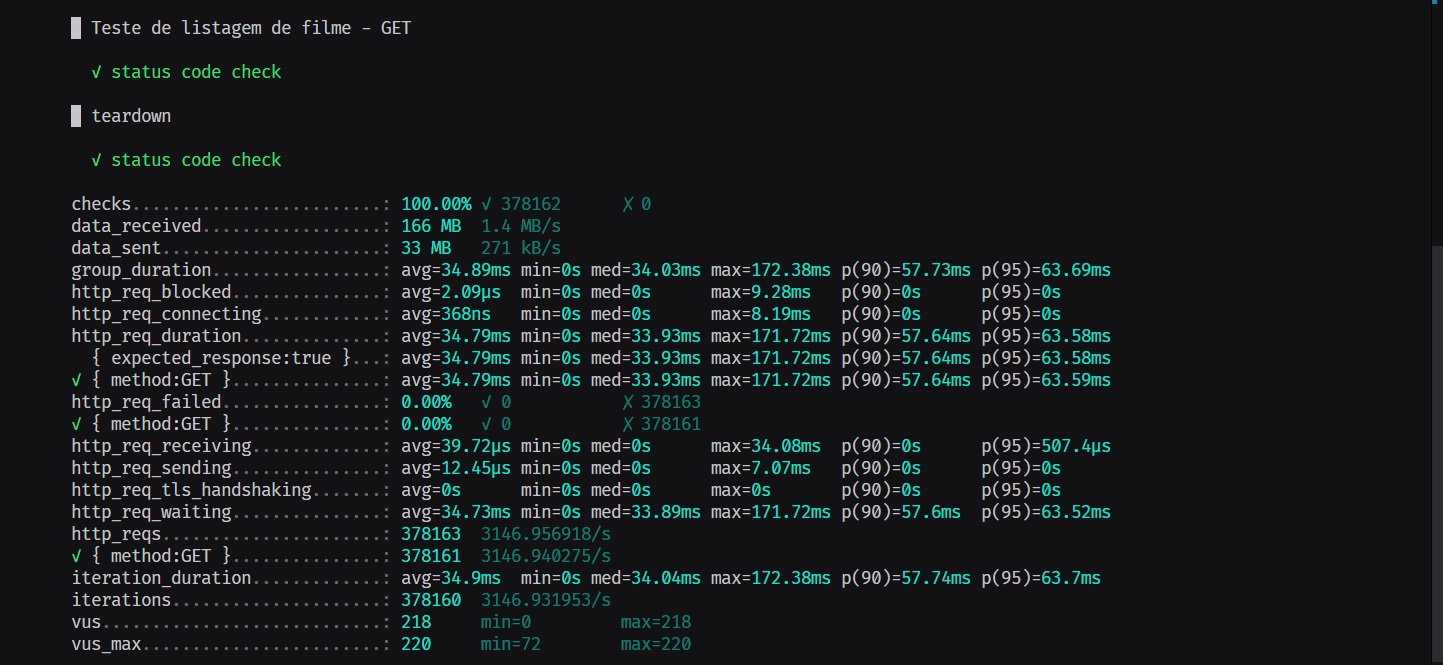 Teste de listagem de filme - GET
√ status code check
teardown
√ status code check
checks.........................: 100.00% √ 378162 ✗ 0
data_received..................: 166 MB 1.4 MB/s
data_sent......................: 33 MB 271 kB/s
group_duration.................: avg=34.89ms min=0s med=34.03ms max=172.38ms p(90)=57.73ms p(95)=63.69ms
http_req_blocked...............: avg=2.09µs min=0s med=0s max=9.28ms p(90)=0s p(95)=0s
http_req_connecting............: avg=368ns min=0s med=0s max=8.19ms p(90)=0s p(95)=0s
http_req_duration..............: avg=34.79ms min=0s med=33.93ms max=171.72ms p(90)=57.64ms p(95)=63.58ms
{ expected_response:true }...: avg=34.79ms min=0s med=33.93ms max=171.72ms p(90)=57.64ms p(95)=63.58ms
√ { method:GET }...............: avg=34.79ms min=0s med=33.93ms max=171.72ms p(90)=57.64ms p(95)=63.59ms
http_req_failed................: 0.00% √ 0 ✗ 378163
√ { method:GET }...............: 0.00% √ 0 ✗ 378161
http_req_receiving.............: avg=39.72µs min=0s med=0s max=34.08ms p(90)=0s p(95)=507.4µs
http_req_sending...............: avg=12.45µs min=0s med=0s max=7.07ms p(90)=0s p(95)=0s
http_req_tls_handshaking.......: avg=0s min=0s med=0s max=0s p(90)=0s p(95)=0s
http_req_waiting...............: avg=34.73ms min=0s med=33.89ms max=171.72ms p(90)=57.6ms p(95)=63.52ms
http_reqs......................: 378163 3146.956918/s
√ { method:GET }...............: 378161 3146.940275/s
iteration_duration.............: avg=34.9ms min=0s med=34.04ms max=172.38ms p(90)=57.74ms p(95)=63.7ms
iterations.....................: 378160 3146.931953/s
vus............................: 218 min=0 max=218
vus_max........................: 220 min=72 max=220